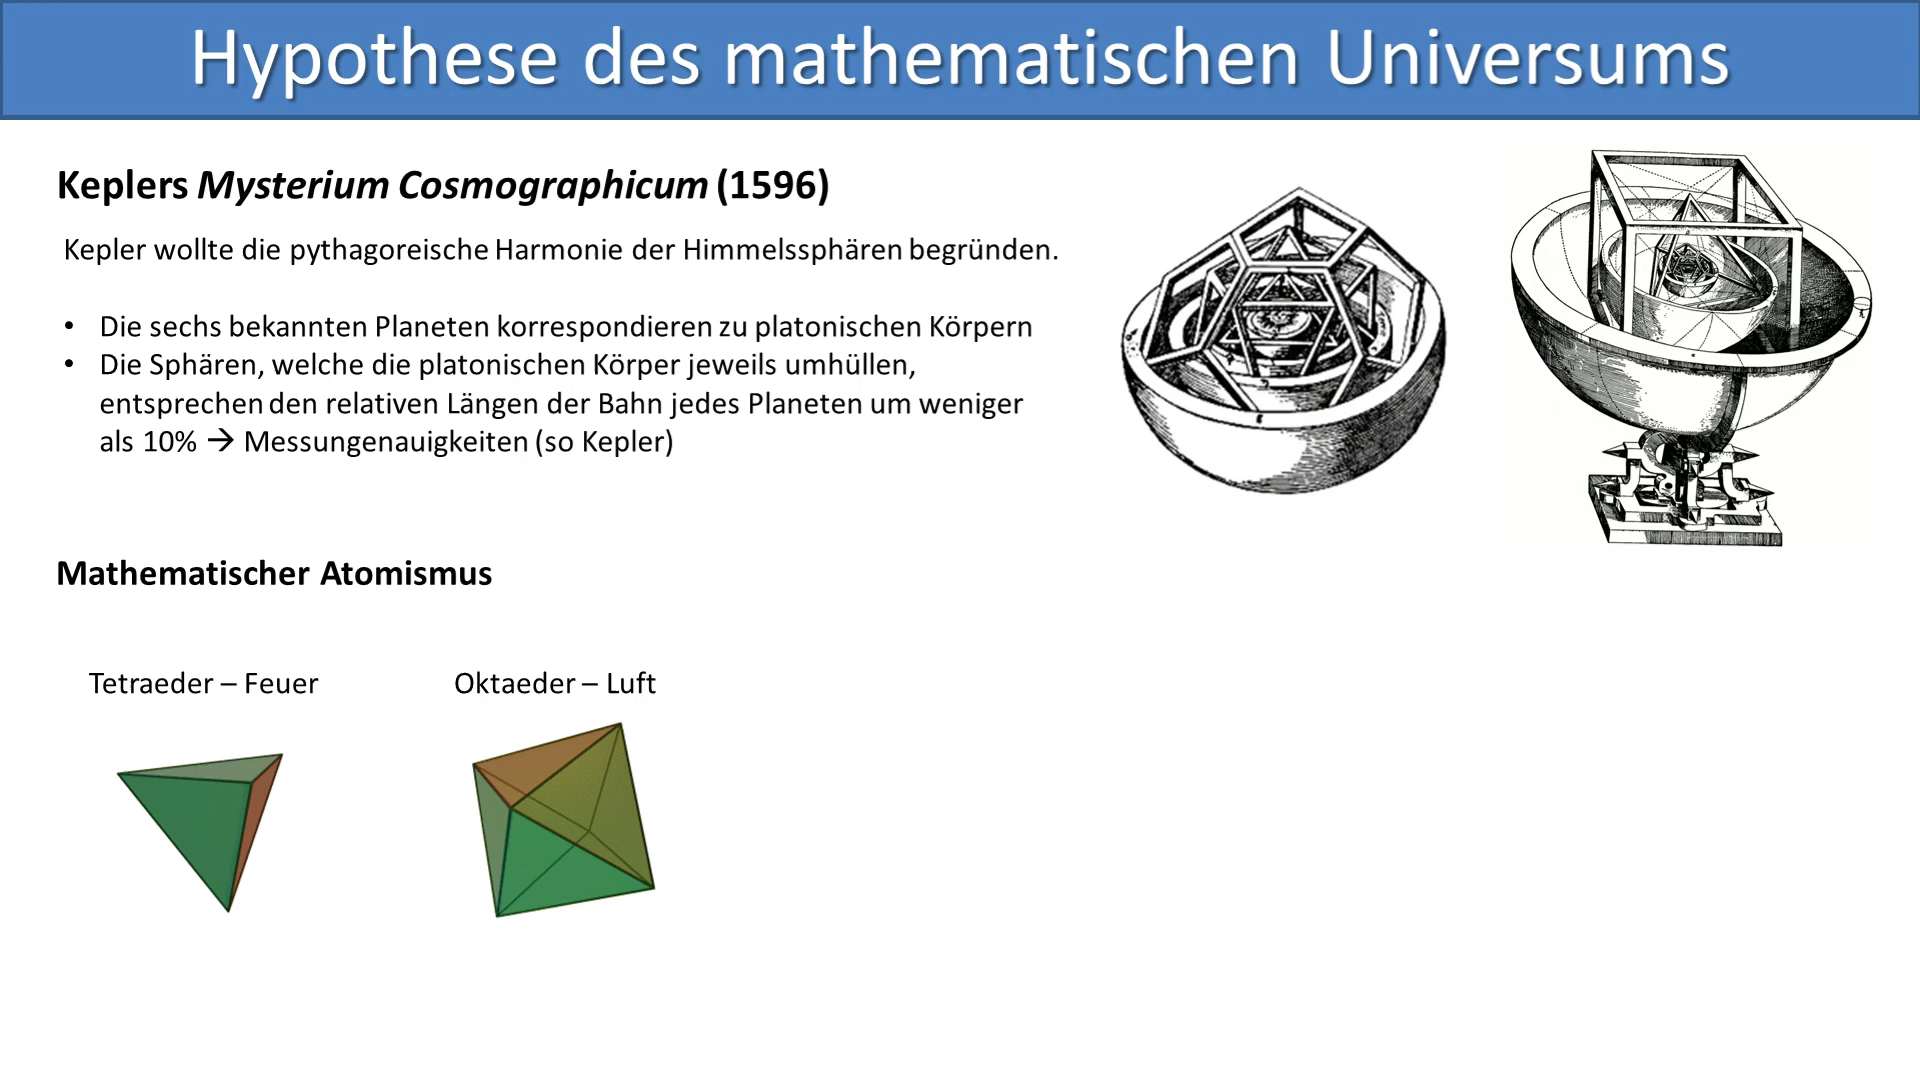 Hypothese des mathematischen Universums
Keplers Mysterium Cosmographicum (1596)
Kepler wollte die pythagoreische Harmonie der Himmelssphären begründen.
• Die sechs bekannten Planeten korrespondieren zu platonischen Körpern
• Die Sphären, welche die platonischen Körper jeweils umhüllen,
entsprechen den relativen Längen der Bahn jedes Planeten um weniger
als 10% → Messungenauigkeiten (so Kepler)
Mathematischer Atomismus
Tetraeder – Feuer
Oktaeder – Luft